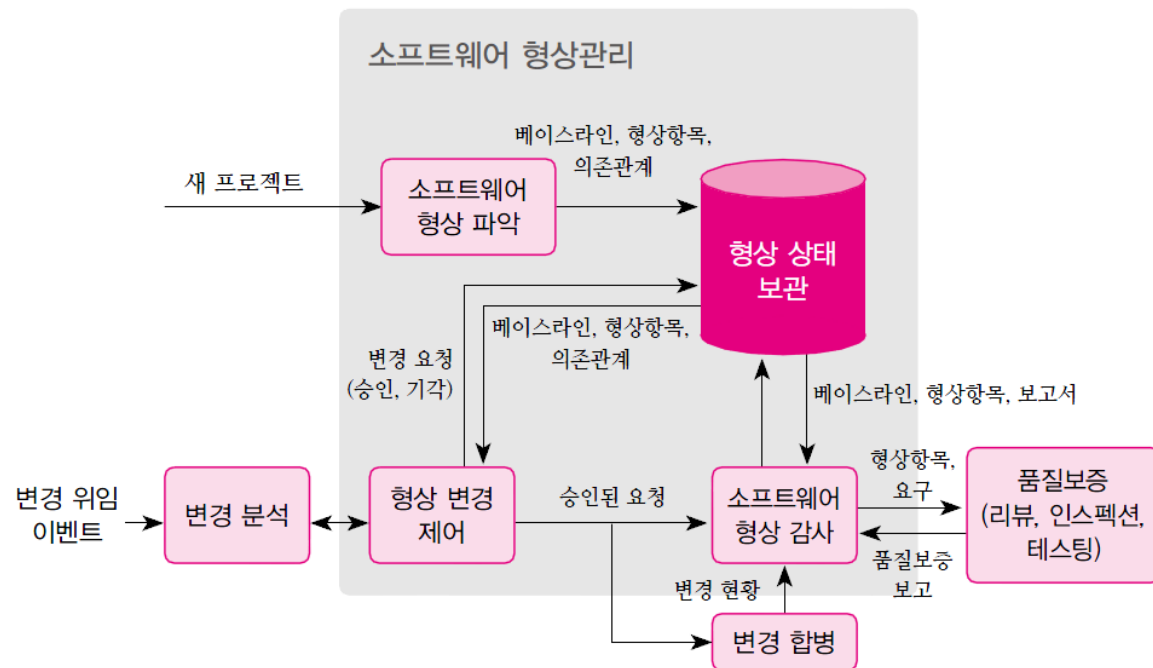 소프트웨어 형상관리
베이스라인, 형상항목,
의존관계
새 프로젝트
소프트웨어
형상 파악
형상 상태
보관
베이스라인, 형상항목,
의존관계
변경 요청
(승인, 기각)
베이스라인, 형상항목, 보고서
변경 위임
이벤트
변경 분석
형상 변경
제어
승인된 요청
소프트웨어
형상 감사
형상항목,
요구
품질보증
(리뷰, 인스펙션,
테스팅)
품질보증
보고
변경 현황
변경 합병